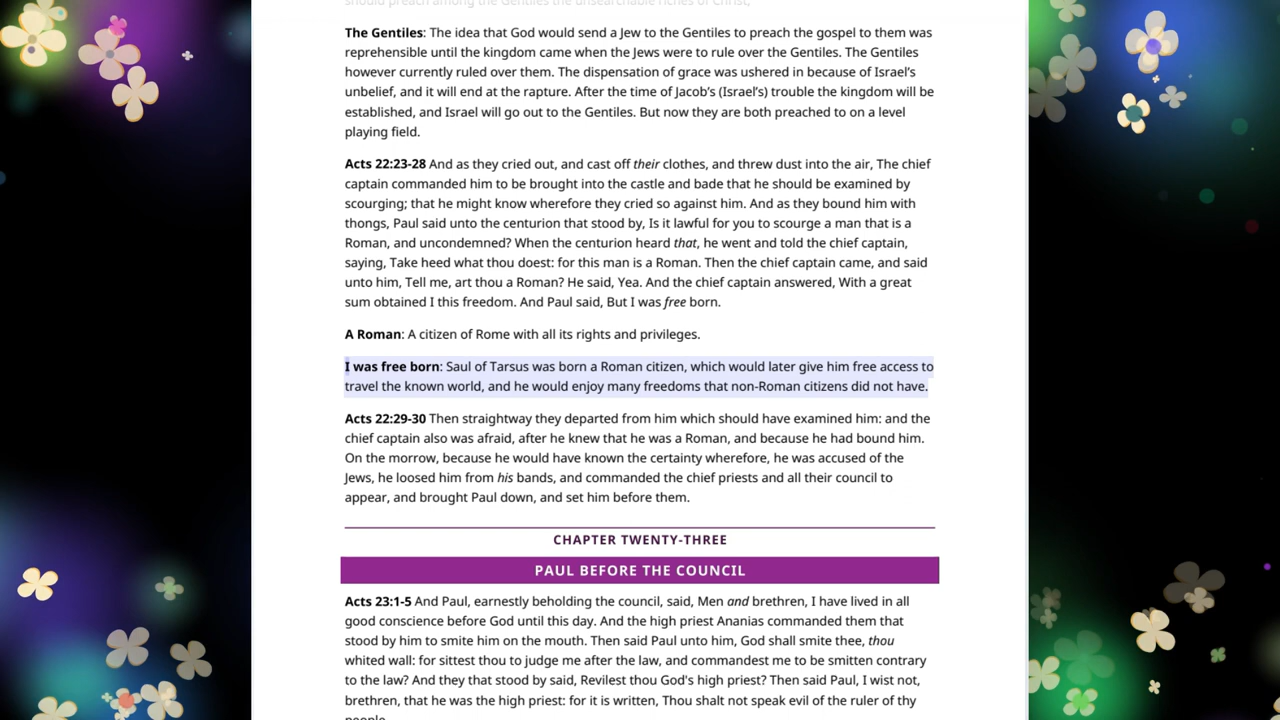 should preach among the Gentiles the unsearchable riches of Christ,
The Gentiles: The idea that God would send a Jew to the Gentiles to preach the gospel to them was
reprehensible until the kingdom came when the Jews were to rule over the Gentiles. The Gentiles
however currently ruled over them. The dispensation of grace was ushered in because of Israel’s
unbelief, and it will end at the rapture. After the time of Jacob’s (Israel’s) trouble the kingdom will be
established, and Israel will go out to the Gentiles. But now they are both preached to on a level
playing field.
Acts 22:23-28 And as they cried out, and cast off their clothes, and threw dust into the air, The chief
captain commanded him to be brought into the castle and bade that he should be examined by
scourging; that he might know wherefore they cried so against him. And as they bound him with
thongs, Paul said unto the centurion that stood by, Is it lawful for you to scourge a man that is a
Roman, and uncondemned? When the centurion heard that, he went and told the chief captain,
saying, Take heed what thou doest: for this man is a Roman. Then the chief captain came, and said
unto him, Tell me, art thou a Roman? He said, Yea. And the chief captain answered, With a great
sum obtained I this freedom. And Paul said, But I was free born.
A Roman: A citizen of Rome with all its rights and privileges.
I was free born: Saul of Tarsus was born a Roman citizen, which would later give him free access to
travel the known world, and he would enjoy many freedoms that non-Roman citizens did not have.
Acts 22:29-30 Then straightway they departed from him which should have examined him: and the
chief captain also was afraid, after he knew that he was a Roman, and because he had bound him.
On the morrow, because he would have known the certainty wherefore, he was accused of the
Jews, he loosed him from his bands, and commanded the chief priests and all their council to
appear, and brought Paul down, and set him before them.
CHAPTER TWENTY-THREE
PAUL BEFORE THE COUNCIL
Acts 23:1-5 And Paul, earnestly beholding the council, said, Men and brethren, I have lived in all
good conscience before God until this day. And the high priest Ananias commanded them that
stood by him to smite him on the mouth. Then said Paul unto him, God shall smite thee, thou
whited wall: for sittest thou to judge me after the law, and commandest me to be smitten contrary
to the law? And they that stood by said, Revilest thou God's high priest? Then said Paul, I wist not,
brethren, that he was the high priest: for it is written, Thou shalt not speak evil of the ruler of thy
people.